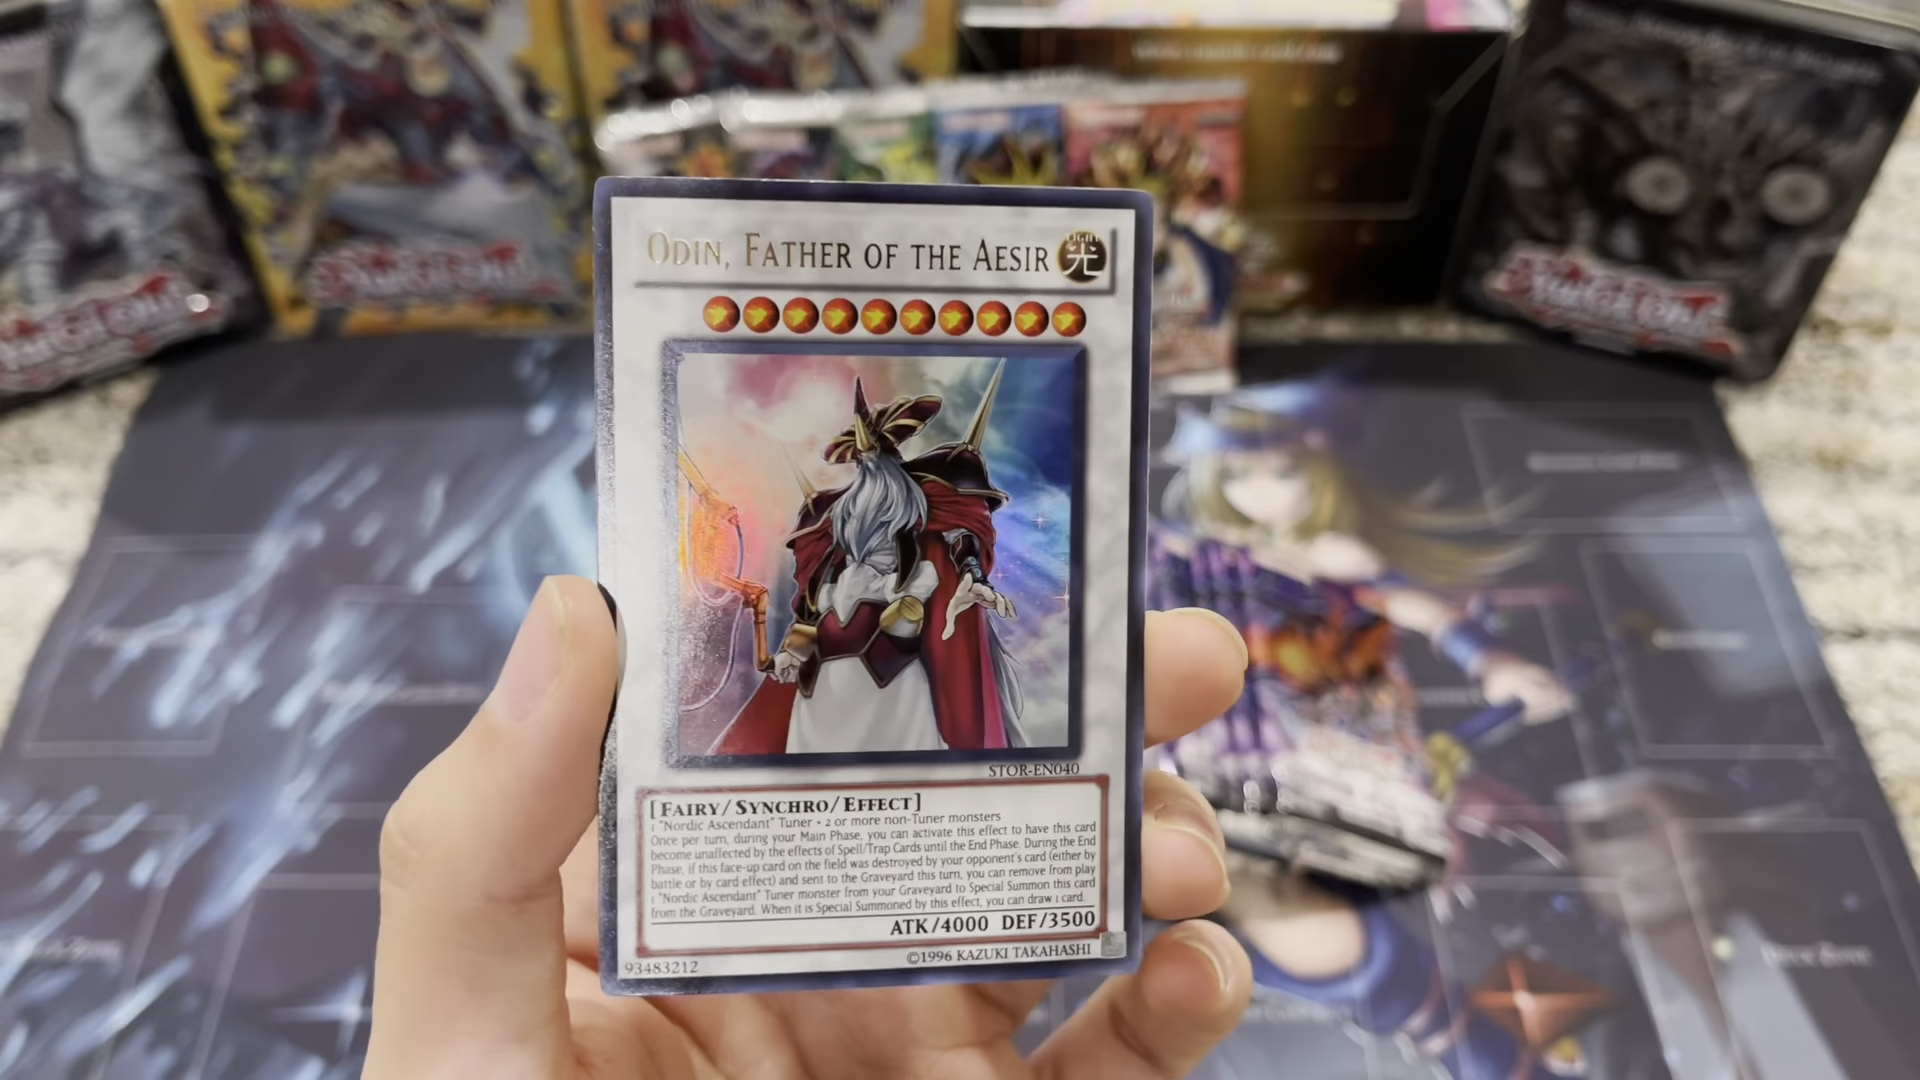 ODIN, FATHER OF THE AESIR
LIGHT
光
STOR-EN040
[FAIRY/SYNCHRO/EFFECT]
1 "Nordic Ascendant" Tuner + 2 or more non-Tuner monsters
Once per turn, during your Main Phase, you can activate this effect to have this card
become unaffected by the effects of Spell/Trap Cards until the End Phase. During the End
Phase, if this face-up card on the field was destroyed by your opponent's card (either by
battle or by card effect) and sent to the Graveyard this turn, you can remove from play
1 "Nordic Ascendant" Tuner monster from your Graveyard to Special Summon this card
from the Graveyard. When it is Special Summoned by this effect, you can draw 1 card.
ATK/4000 DEF/3500
93483212
©1996 KAZUKI TAKAHASHI